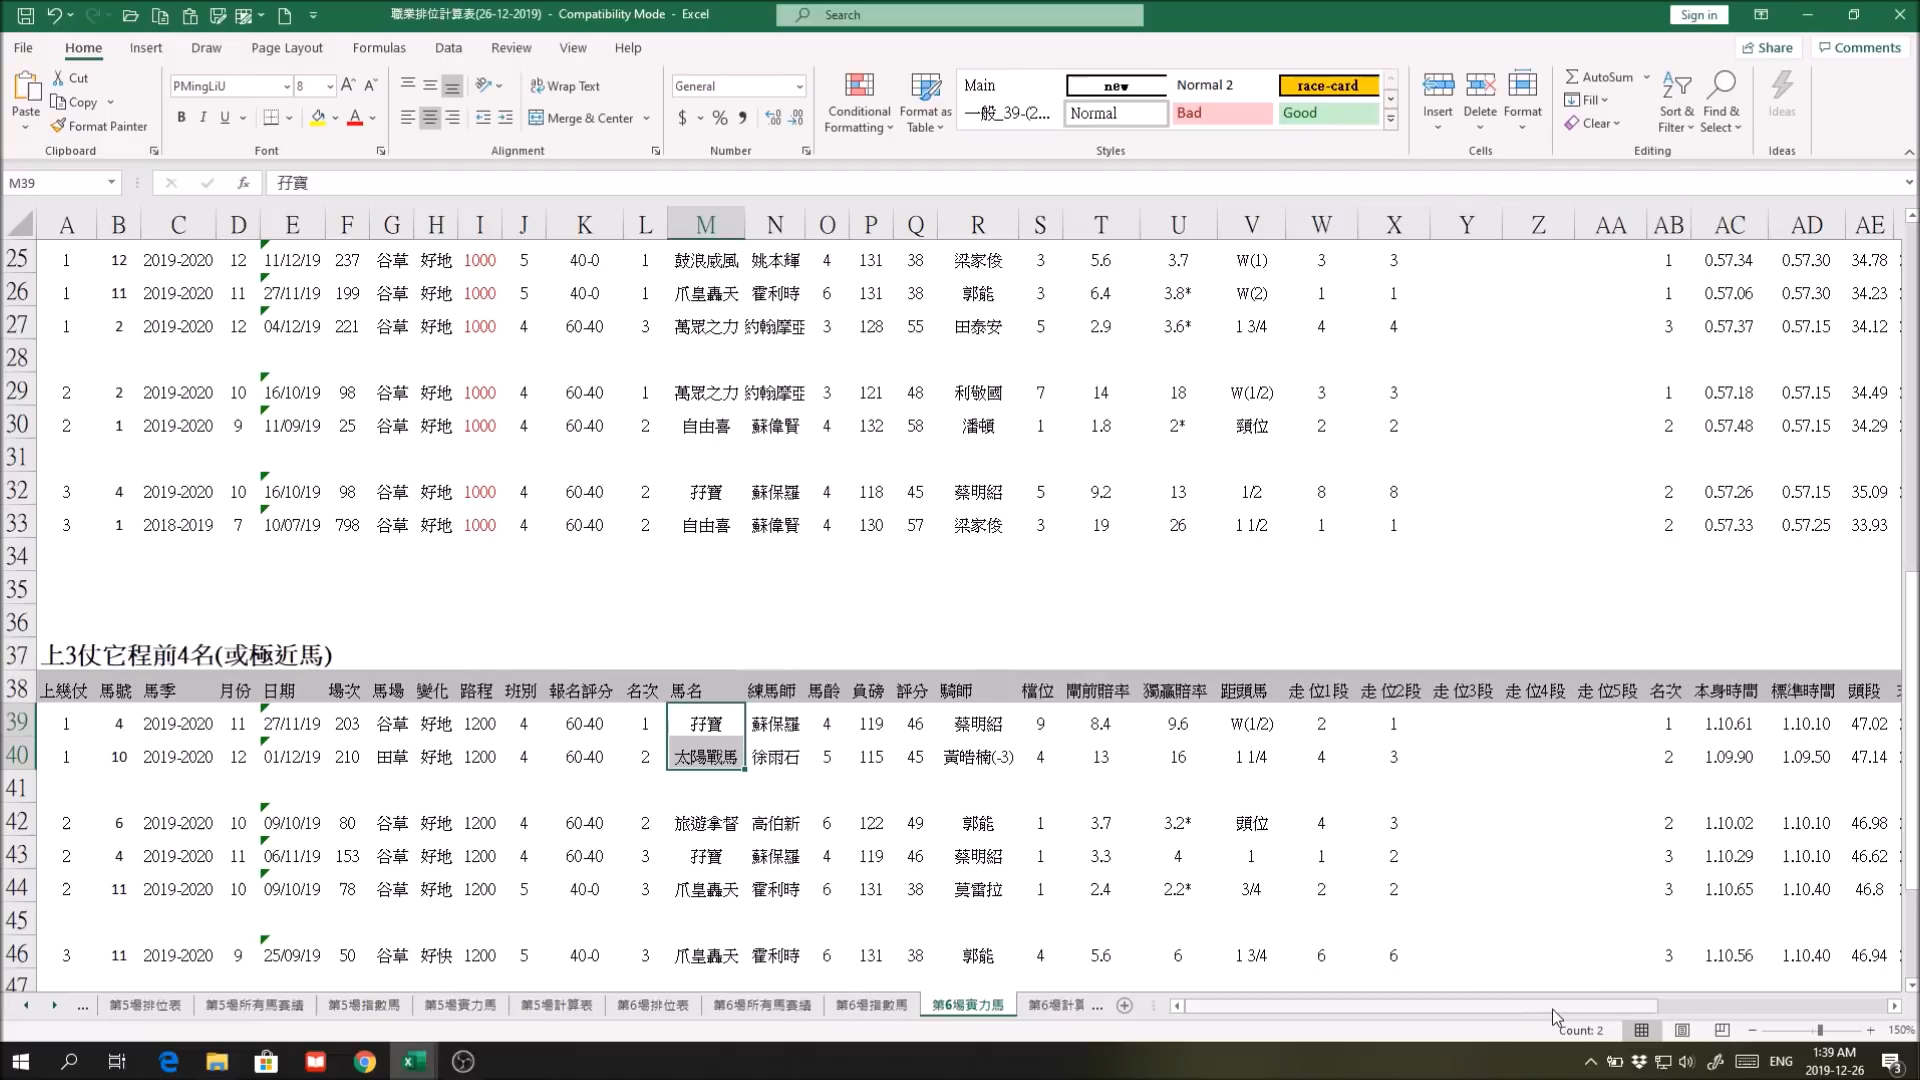 職業排位計算表(26-12-2019) - Compatibility Mode - Excel
Search
Sign in
File Home Insert Draw Page Layout Formulas Data Review View Help
Share Comments
Paste Cut Copy Format Painter
Clipboard
PMingLiU 8
B I U
Font
Wrap Text
Merge & Center
Alignment
General
$ %
Number
Conditional Formatting
Format as Table
Main new Normal 2 race-card
一般_39-(2... Normal Bad Good
Styles
Insert Delete Format
Cells
AutoSum
Fill
Clear
Sort & Filter
Find & Select
Editing
Ideas
Ideas
M39 fx 孖寶
A B C D E F G H I J K L M N O P Q R S T U V W X Y Z AA AB AC AD AE
25 1 12 2019-2020 12 11/12/19 237 谷草 好地 1000 5 40-0 1 鼓浪威風 姚本輝 4 131 38 梁家俊 3 5.6 3.7 W(1) 3 3 1 0.57.34 0.57.30 34.78
26 1 11 2019-2020 11 27/11/19 199 谷草 好地 1000 5 40-0 1 爪皇轟天 霍利時 6 131 38 郭能 3 6.4 3.8* W(2) 1 1 1 0.57.06 0.57.30 34.23
27 1 2 2019-2020 12 04/12/19 221 谷草 好地 1000 4 60-40 3 萬眾之力 約翰摩亞 3 128 55 田泰安 5 2.9 3.6* 1 3/4 4 4 3 0.57.37 0.57.15 34.12
28
29 2 2 2019-2020 10 16/10/19 98 谷草 好地 1000 4 60-40 1 萬眾之力 約翰摩亞 3 121 48 利敬國 7 14 18 W(1/2) 3 3 1 0.57.18 0.57.15 34.49
30 2 1 2019-2020 9 11/09/19 25 谷草 好地 1000 4 60-40 2 自由喜 蘇偉賢 4 132 58 潘頓 1 1.8 2* 頸位 2 2 2 0.57.48 0.57.15 34.29
31
32 3 4 2019-2020 10 16/10/19 98 谷草 好地 1000 4 60-40 2 孖寶 蘇保羅 4 118 45 蔡明紹 5 9.2 13 1/2 8 8 2 0.57.26 0.57.15 35.09
33 3 1 2018-2019 7 10/07/19 798 谷草 好地 1000 4 60-40 2 自由喜 蘇偉賢 4 130 57 梁家俊 3 19 26 1 1/2 1 1 2 0.57.33 0.57.25 33.93
34
35
36
37 上3仗它程前4名(或極近馬)
38 上幾仗 馬號 馬季 月份 日期 場次 馬場 變化 路程 班別 報名評分 名次 馬名 練馬師 馬齡 負磅 評分 騎師 檔位 閘前賠率 獨贏賠率 距頭馬 走 位1段 走 位2段 走 位3段 走 位4段 走 位5段 名次 本身時間 標準時間 頭段
39 1 4 2019-2020 11 27/11/19 203 谷草 好地 1200 4 60-40 1 孖寶 蘇保羅 4 119 46 蔡明紹 9 8.4 9.6 W(1/2) 2 1 1 1.10.61 1.10.10 47.02
40 1 10 2019-2020 12 01/12/19 210 田草 好地 1200 4 60-40 2 太陽戰馬 徐雨石 5 115 45 黃皓楠(-3) 4 13 16 1 1/4 4 3 2 1.09.90 1.09.50 47.14
41
42 2 6 2019-2020 10 09/10/19 80 谷草 好地 1200 4 60-40 2 旅遊拿督 高伯新 6 122 49 郭能 1 3.7 3.2* 頭位 4 3 2 1.10.02 1.10.10 46.98
43 2 4 2019-2020 11 06/11/19 153 谷草 好地 1200 4 60-40 3 孖寶 蘇保羅 4 119 46 蔡明紹 1 3.3 4 1 1 2 3 1.10.29 1.10.10 46.62
44 2 11 2019-2020 10 09/10/19 78 谷草 好地 1200 5 40-0 3 爪皇轟天 霍利時 6 131 38 莫雷拉 1 2.4 2.2* 3/4 2 2 3 1.10.65 1.10.40 46.8
45
46 3 11 2019-2020 9 25/09/19 50 谷草 好快 1200 5 40-0 3 爪皇轟天 霍利時 6 131 38 郭能 4 5.6 6 1 3/4 6 6 3 1.10.56 1.10.40 46.94
47
... 第5場排位表 第5場所有馬賽績 第5場指數馬 第5場實力馬 第5場計算表 第6場排位表 第6場所有馬賽績 第6場指數馬 第6場實力馬 第6場計算 ...
Count: 2 150%
ENG 1:39 AM
2019-12-26
3